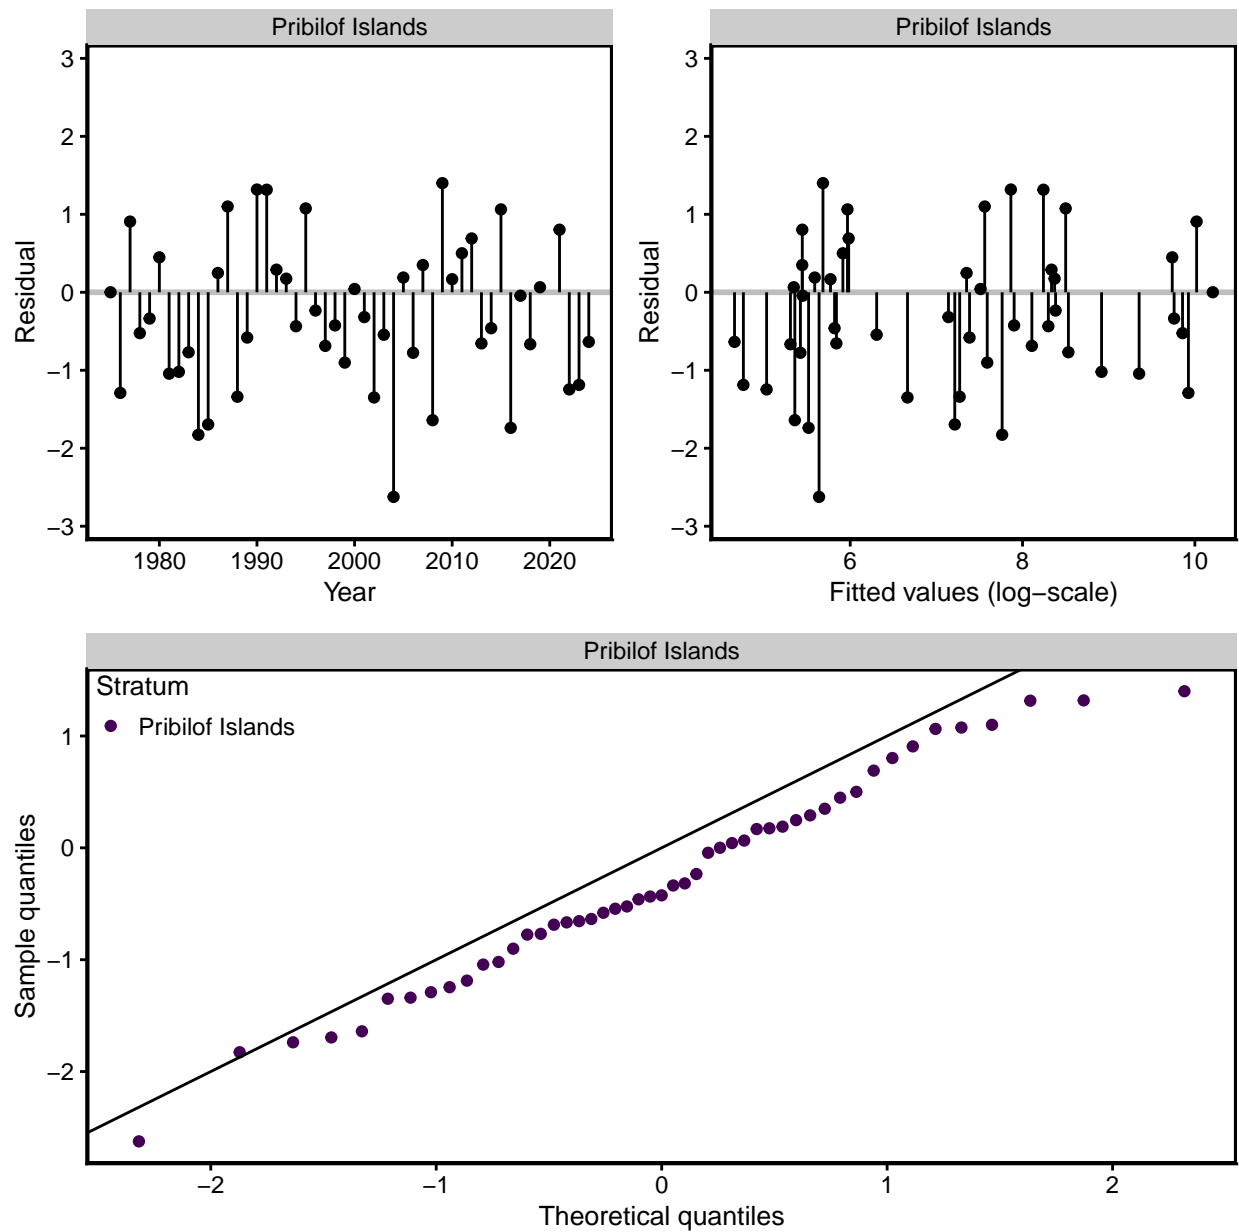 Pribilof Islands
3
2
1
0
−1
−2
−3
Residual
1980 1990 2000 2010 2020
Year
Pribilof Islands
3
2
1
0
−1
−2
−3
Residual
6 8 10
Fitted values (log−scale)
Pribilof Islands
Stratum
Pribilof Islands
1
0
−1
−2
Sample quantiles
−2 −1 0 1 2
Theoretical quantiles